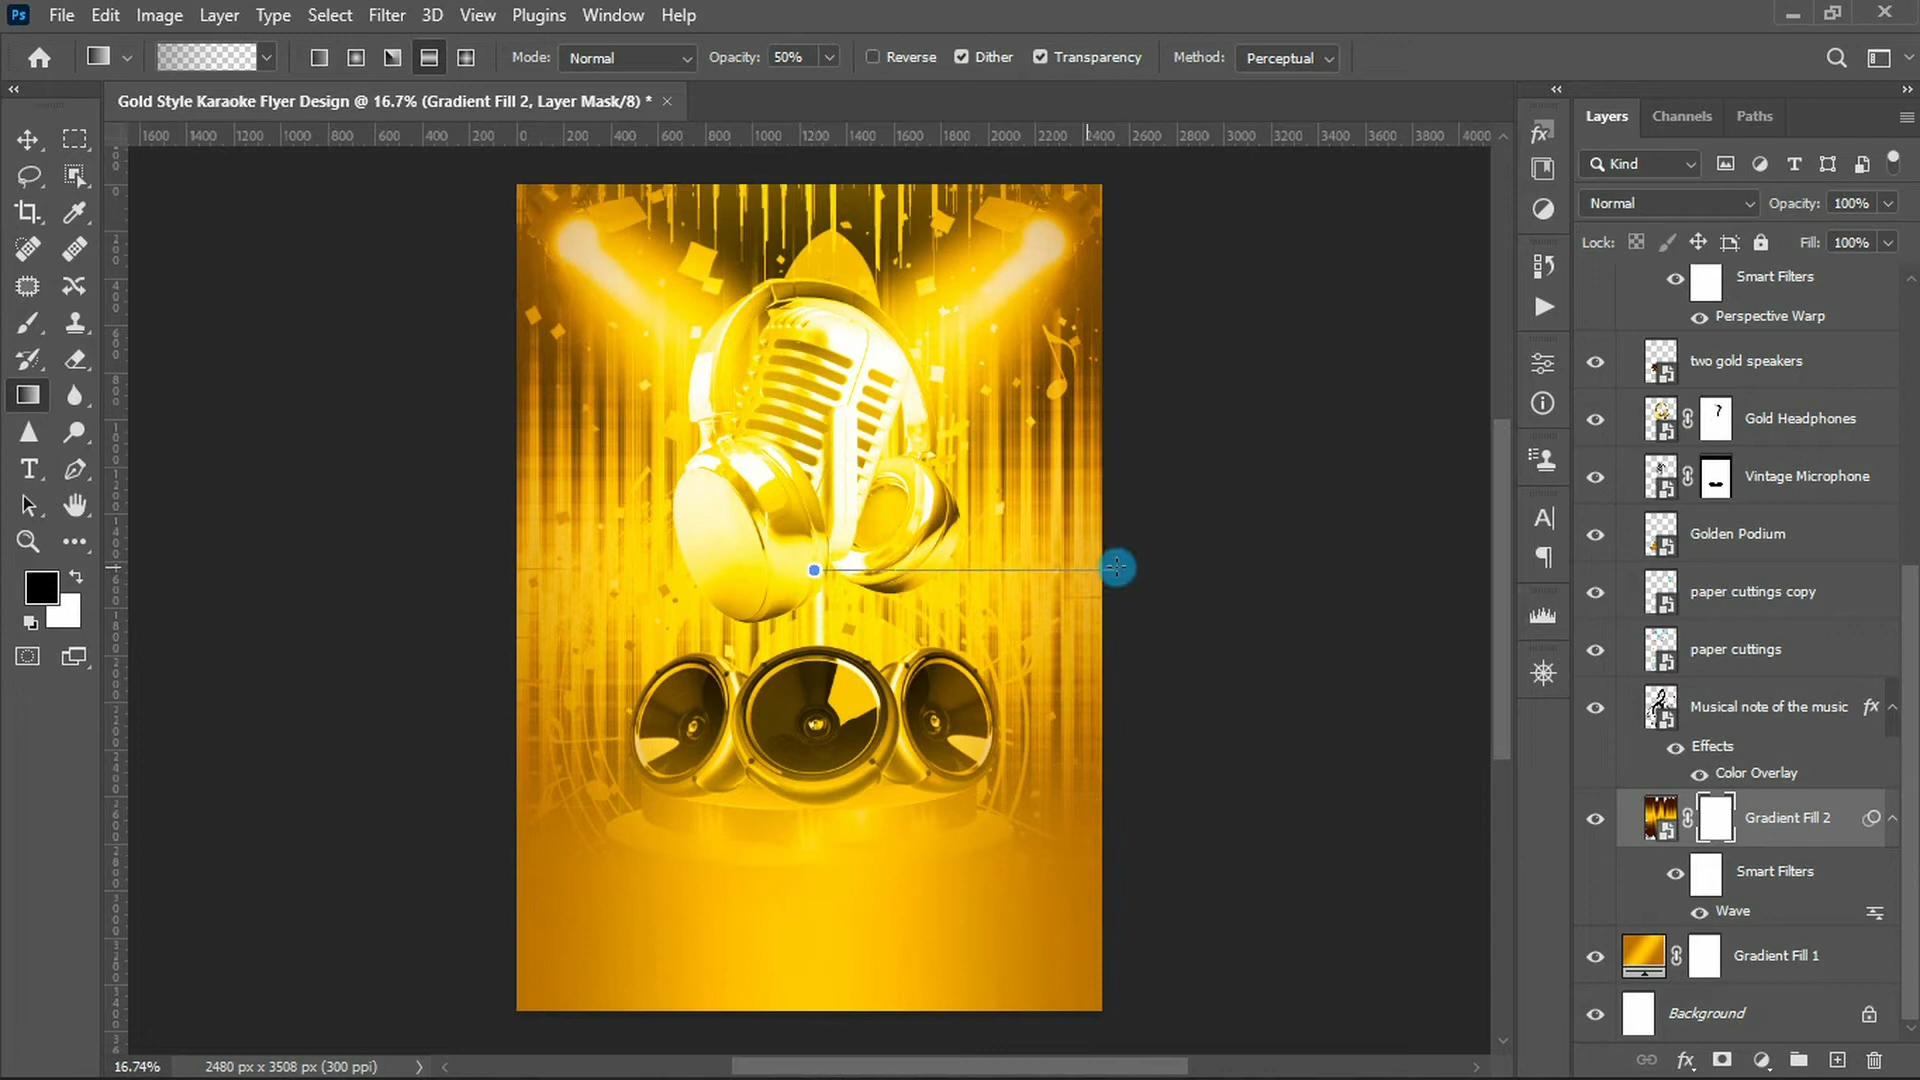 Ps File Edit Image Layer Type Select Filter 3D View Plugins Window Help
Mode: Normal Opacity: 50% Reverse Dither Transparency Method: Perceptual
Gold Style Karaoke Flyer Design @ 16.7% (Gradient Fill 2, Layer Mask/8) * ×
1600 1400 1200 1000 800 600 400 200 0 200 400 600 800 1000 1200 1400 1600 1800 2000 2200 2400 2600 2800 3000 3200 3400 3600 3800 4000
Layers Channels Paths
Kind
Normal Opacity: 100%
Lock: Fill: 100%
Smart Filters
Perspective Warp
two gold speakers
Gold Headphones
Vintage Microphone
Golden Podium
paper cuttings copy
paper cuttings
Musical note of the music fx
Effects
Color Overlay
Gradient Fill 2
Smart Filters
Wave
Gradient Fill 1
Background
16.74% 2480 px x 3508 px (300 ppi)